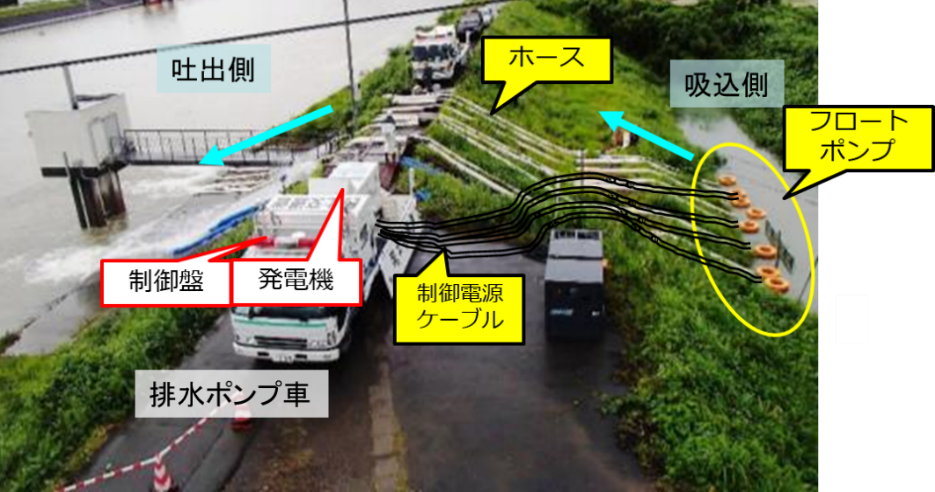 吐出側
ホース
吸込側
フロート
ポンプ
制御盤
発電機
制御電源
ケーブル
排水ポンプ車